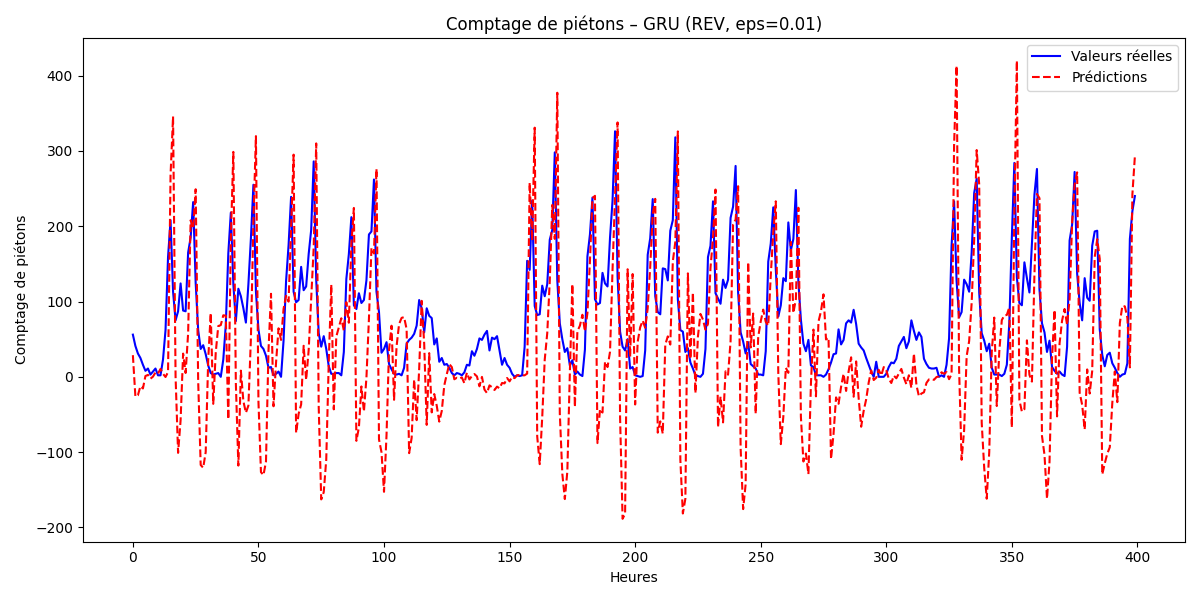 Comptage de piétons – GRU (REV, eps=0.01)
Valeurs réelles
Prédictions
Comptage de piétons
400
300
200
100
0
−100
−200
0 50 100 150 200 250 300 350 400
Heures